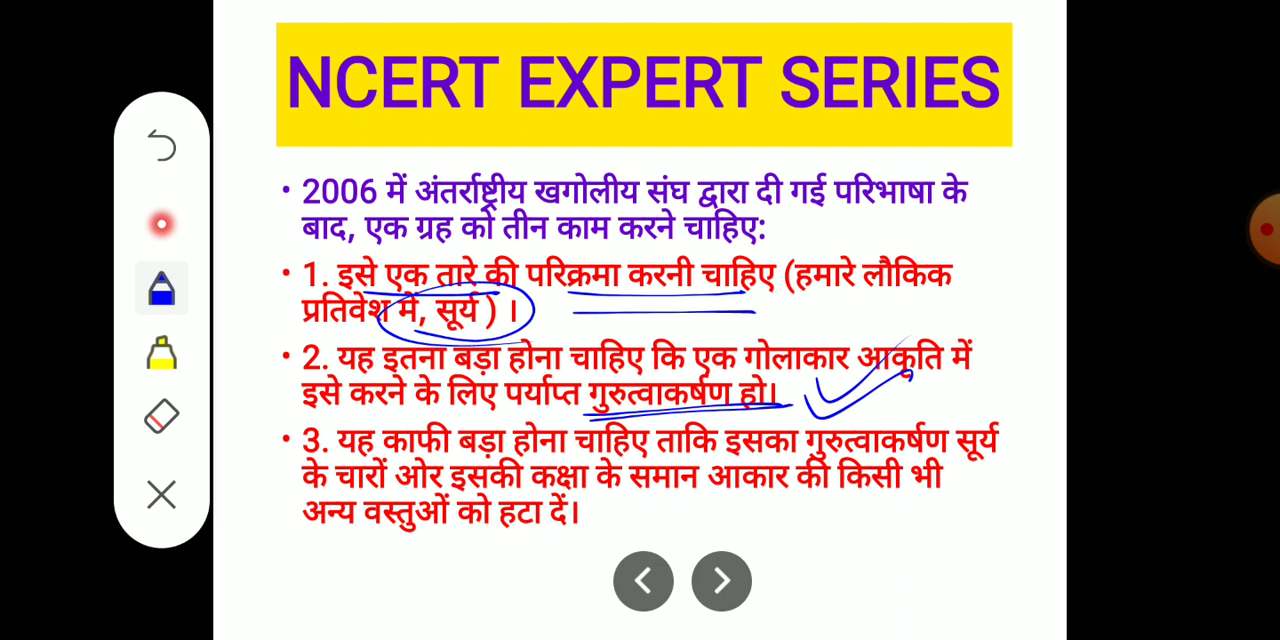 NCERT EXPERT SERIES
• 2006 में अंतर्राष्ट्रीय खगोलीय संघ द्वारा दी गई परिभाषा के
बाद, एक ग्रह को तीन काम करने चाहिए:
• 1. इसे एक तारे की परिक्रमा करनी चाहिए (हमारे लौकिक
प्रतिवेश में, सूर्य ) ।
• 2. यह इतना बड़ा होना चाहिए कि एक गोलाकार आकृति में
इसे करने के लिए पर्याप्त गुरुत्वाकर्षण हो।
• 3. यह काफी बड़ा होना चाहिए ताकि इसका गुरुत्वाकर्षण सूर्य
के चारों ओर इसकी कक्षा के समान आकार की किसी भी
अन्य वस्तुओं को हटा दें।